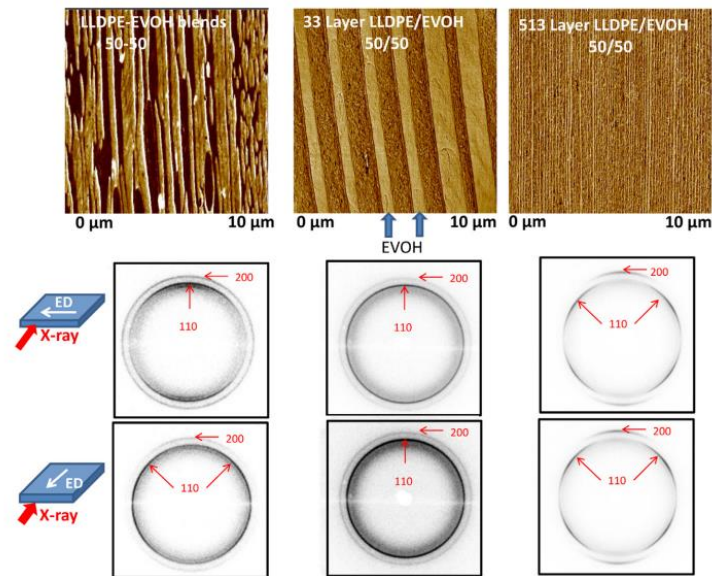 LLDPE-EVOH blends
50-50
33 Layer LLDPE/EVOH
50/50
513 Layer LLDPE/EVOH
50/50
0 µm
10 µm
0 µm
10 µm
0 µm
10 µm
EVOH
ED
X-ray
200
110
200
110
200
110
ED
X-ray
200
110
200
110
200
110